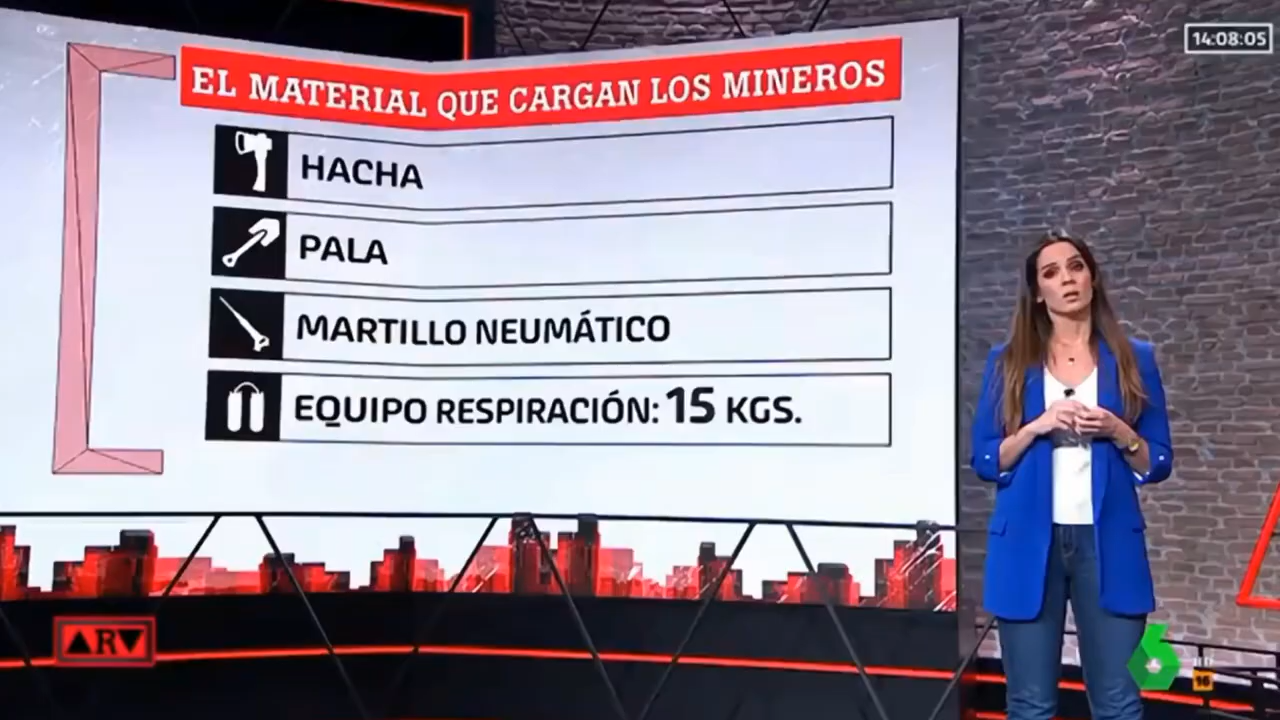 14:08:05
EL MATERIAL QUE CARGAN LOS MINEROS
HACHA
PALA
MARTILLO NEUMÁTICO
EQUIPO RESPIRACIÓN: 15 KGS.
ARV
6
16